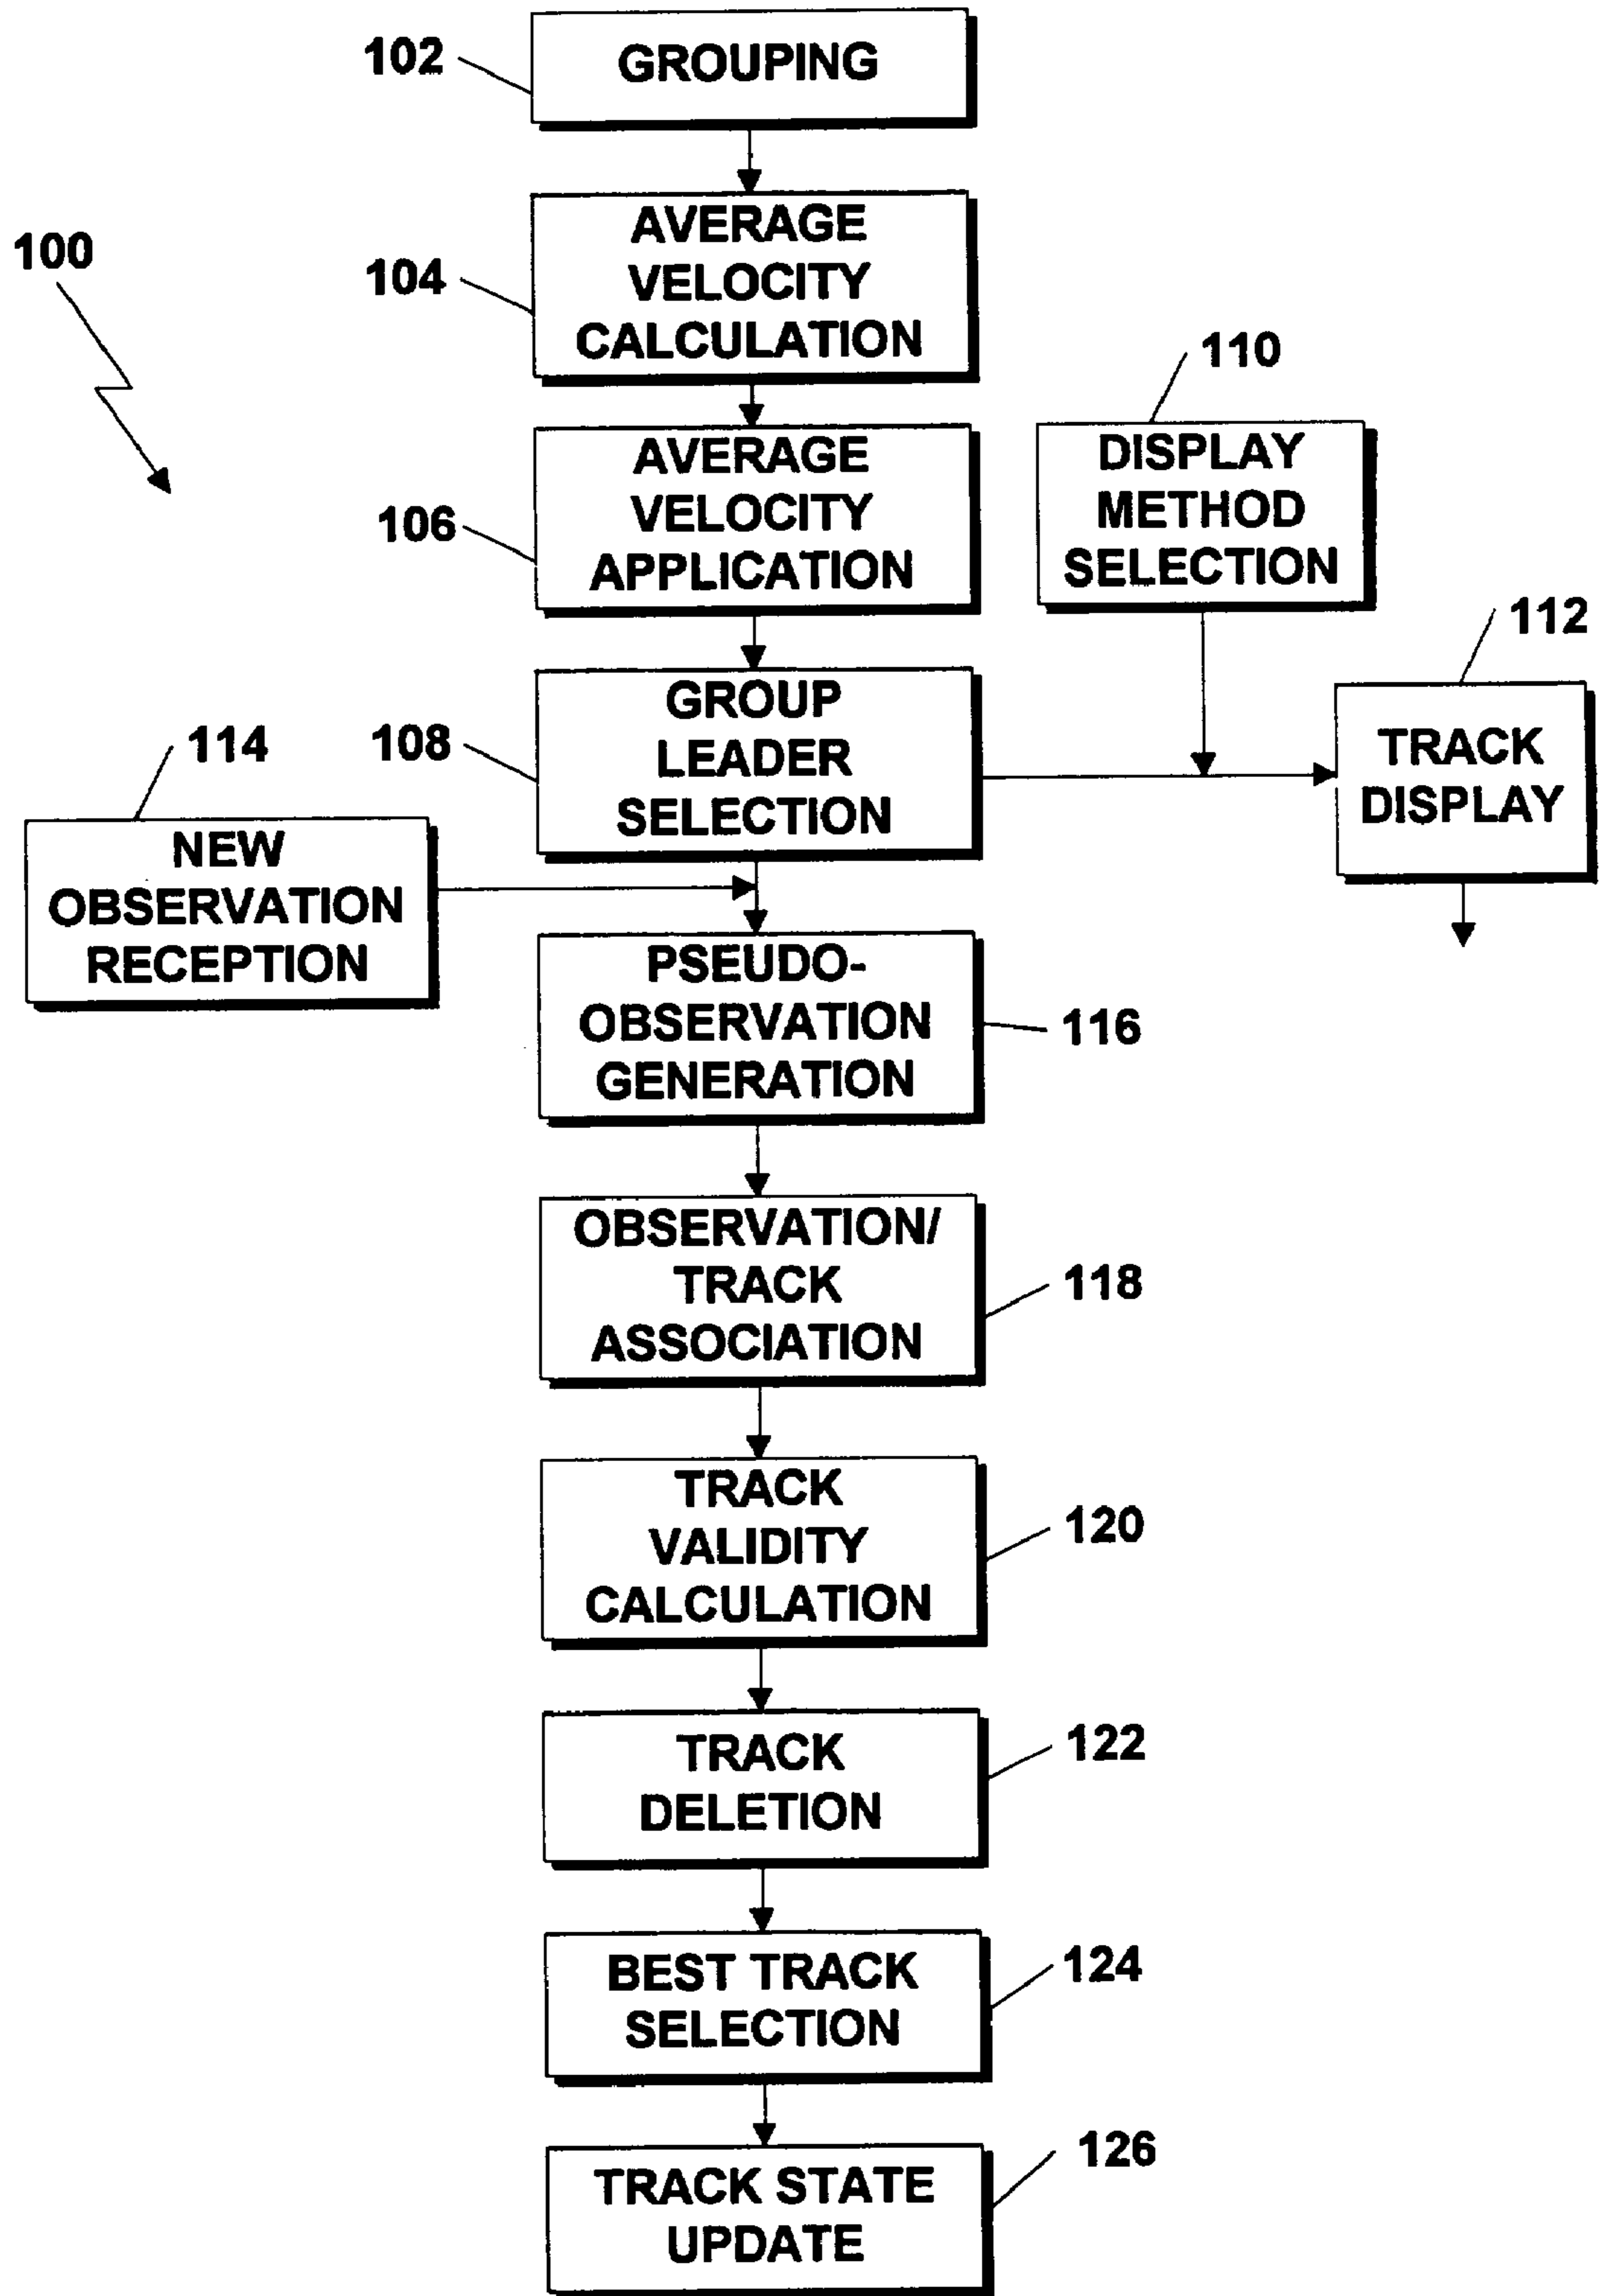 102
GROUPING
100
104
AVERAGE
VELOCITY
CALCULATION
106
AVERAGE
VELOCITY
APPLICATION
110
DISPLAY
METHOD
SELECTION
108
GROUP
LEADER
SELECTION
112
TRACK
DISPLAY
114
NEW
OBSERVATION
RECEPTION
PSEUDO-
OBSERVATION
GENERATION
116
OBSERVATION/
TRACK
ASSOCIATION
118
TRACK
VALIDITY
CALCULATION
120
TRACK
DELETION
122
BEST TRACK
SELECTION
124
TRACK STATE
UPDATE
126